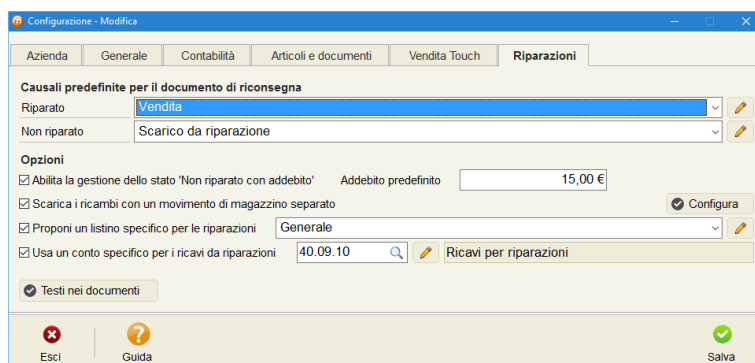 Configurazione - Modifica
Azienda Generale Contabilità Articoli e documenti Vendita Touch Riparazioni
Causali predefinite per il documento di riconsegna
Riparato Vendita
Non riparato Scarico da riparazione
Opzioni
Abilita la gestione dello stato 'Non riparato con addebito' Addebito predefinito 15,00 €
Scarica i ricambi con un movimento di magazzino separato Configura
Proponi un listino specifico per le riparazioni Generale
Usa un conto specifico per i ricavi da riparazioni 40.09.10 Ricavi per riparazioni
Testi nei documenti
Esci Guida Salva